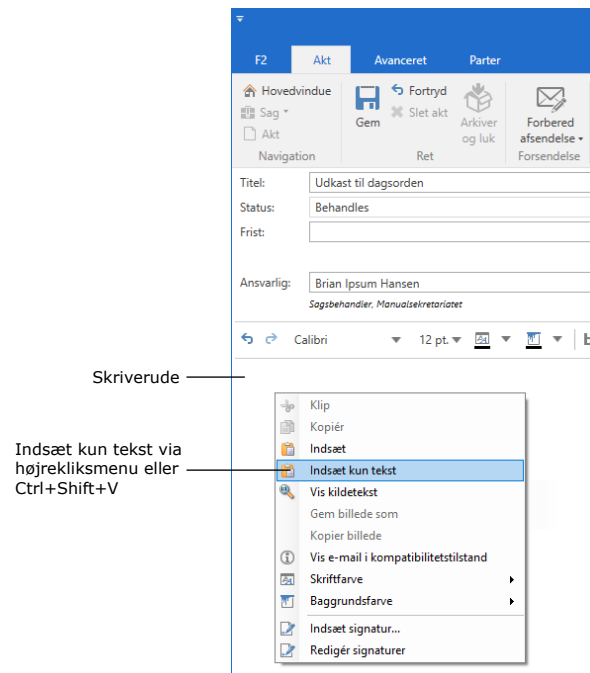 F2 Akt Avanceret Parter
Hovedvindue
Sag
Akt
Navigation
Gem
Fortryd
Slet akt
Ret
Arkiver
og luk
Forbered
afsendelse
Forsendelse
Titel: Udkast til dagsorden
Status: Behandles
Frist:
Ansvarlig: Brian Ipsum Hansen
Sagsbehandler, Manualsekretariatet
Calibri 12 pt.
Skriverude
Klip
Kopiér
Indsæt
Indsæt kun tekst via
højrekliksmenu eller
Ctrl+Shift+V
Indsæt kun tekst
Vis kildetekst
Gem billede som
Kopier billede
Vis e-mail i kompatibilitetstilstand
Skriftfarve
Baggrundsfarve
Indsæt signatur...
Redigér signaturer